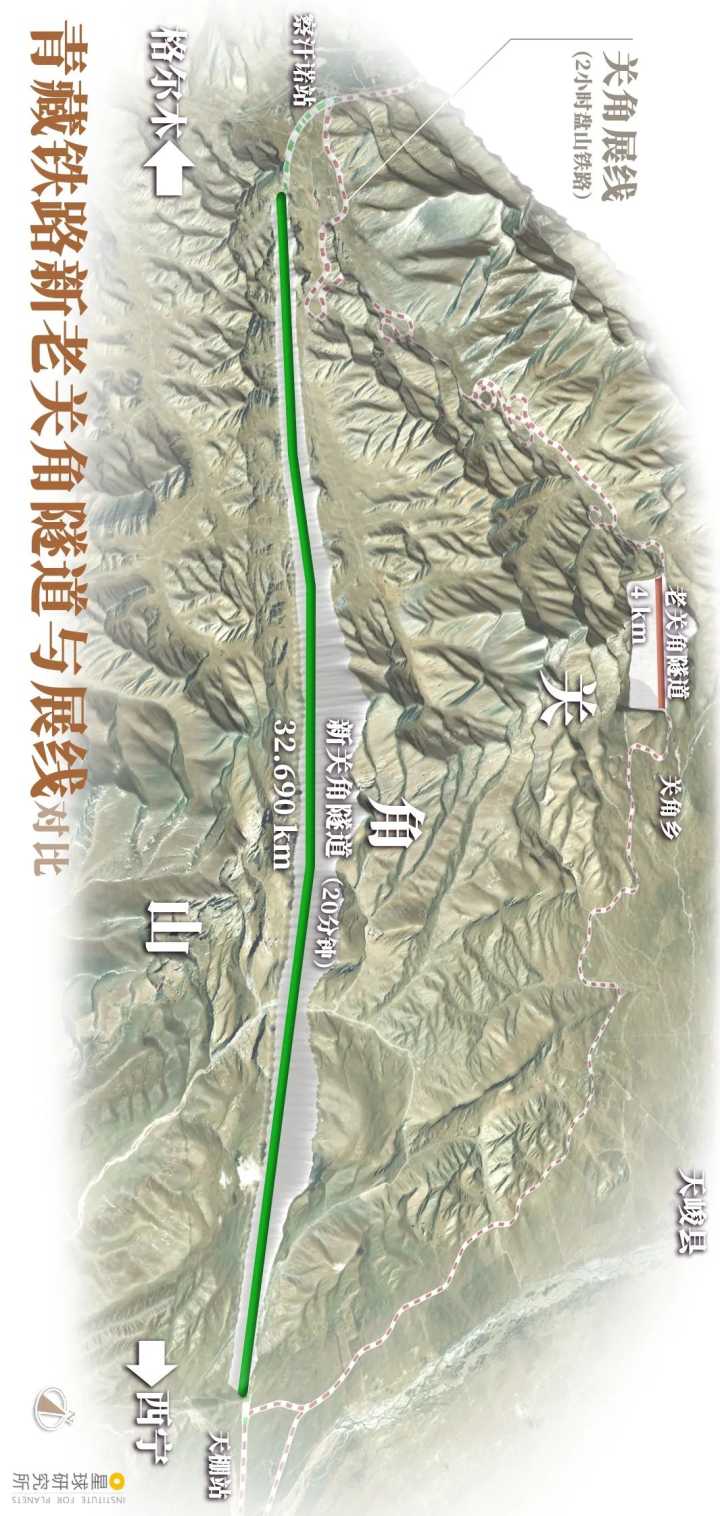 关角展线
(2小时盘山铁路)
察汗诺站
格尔木
老关角隧道
4 km
关角乡
天峻县
关
角
山
新关角隧道 (20分钟)
32.690 km
西宁
天棚站
青藏铁路新老关角隧道与展线对比
N
星球研究所
INSTITUTE FOR PLANETS